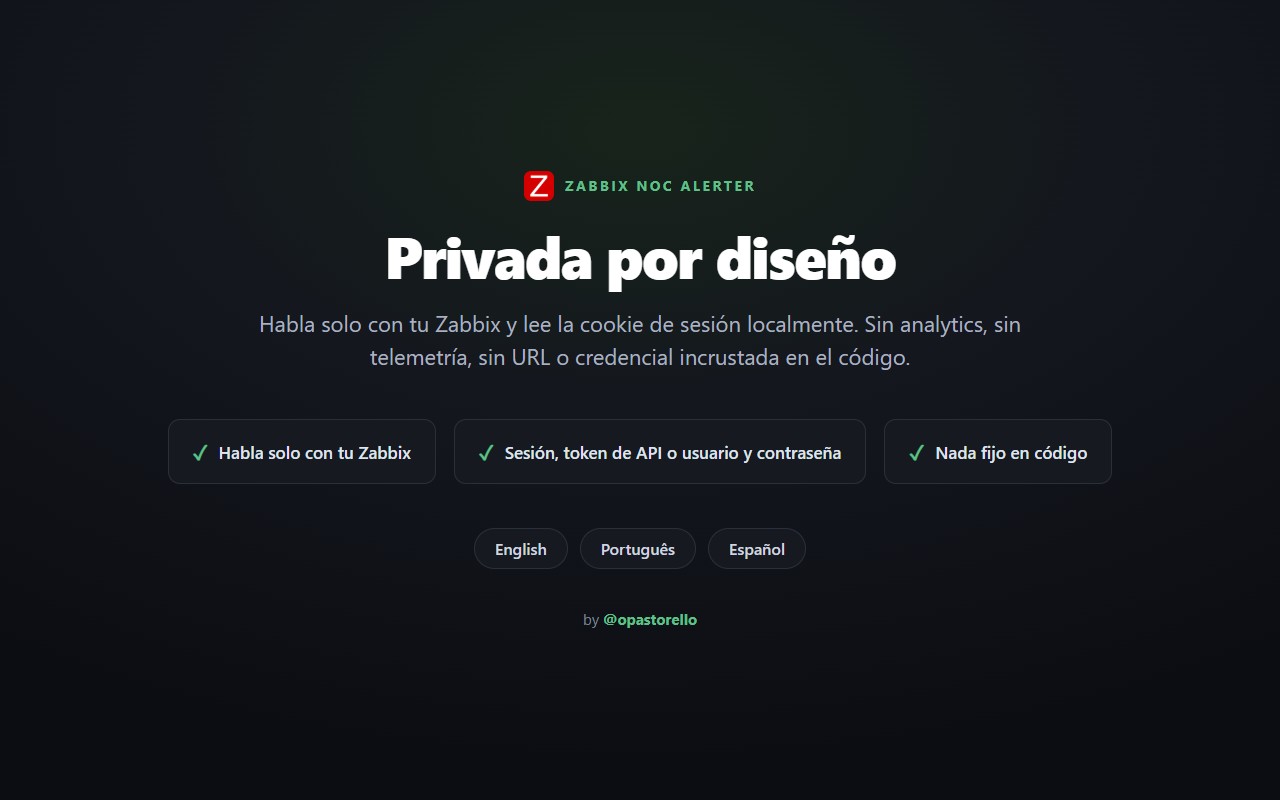 Z ZABBIX NOC ALERTER
Privada por diseño
Habla solo con tu Zabbix y lee la cookie de sesión localmente. Sin analytics, sin
telemetría, sin URL o credencial incrustada en el código.
✓ Habla solo con tu Zabbix
✓ Sesión, token de API o usuario y contraseña
✓ Nada fijo en código
English
Português
Español
by @opastorello